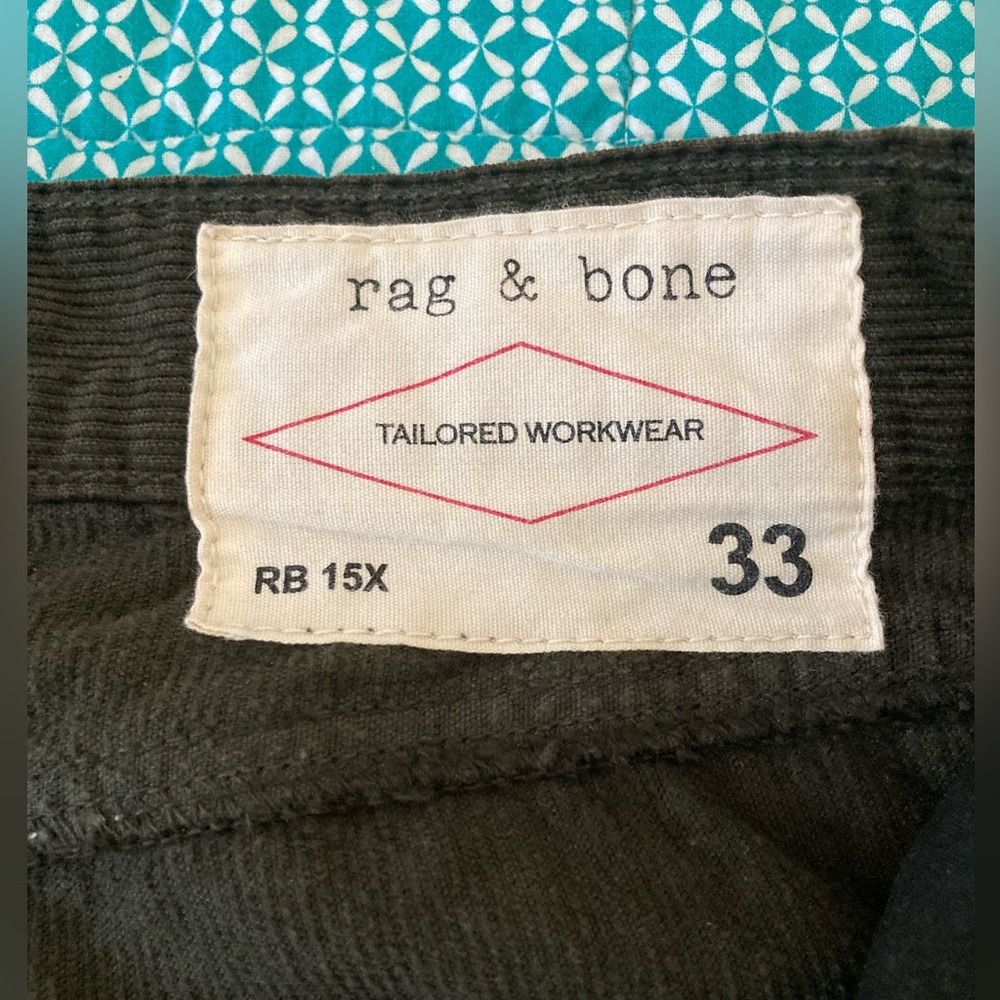 rag & bone
TAILORED WORKWEAR
RB 15X
33